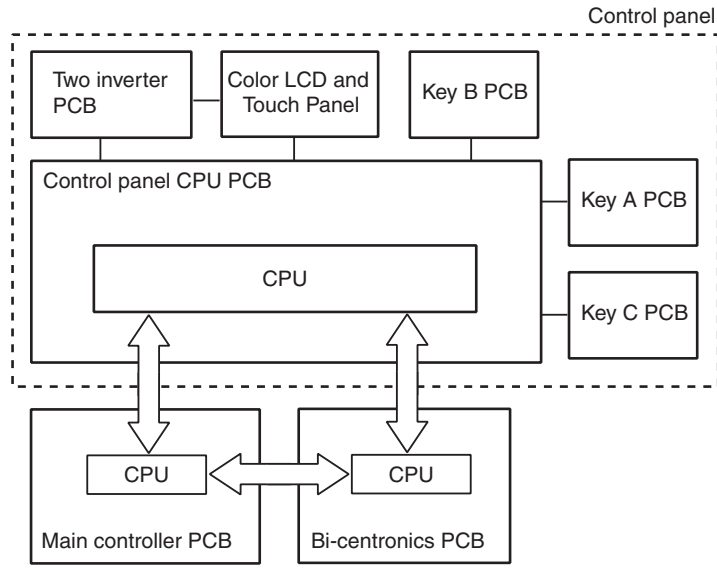 Control panel
Two inverter
PCB
Color LCD and
Touch Panel
Key B PCB
Control panel CPU PCB
Key A PCB
CPU
Key C PCB
CPU
CPU
Main controller PCB
Bi-centronics PCB